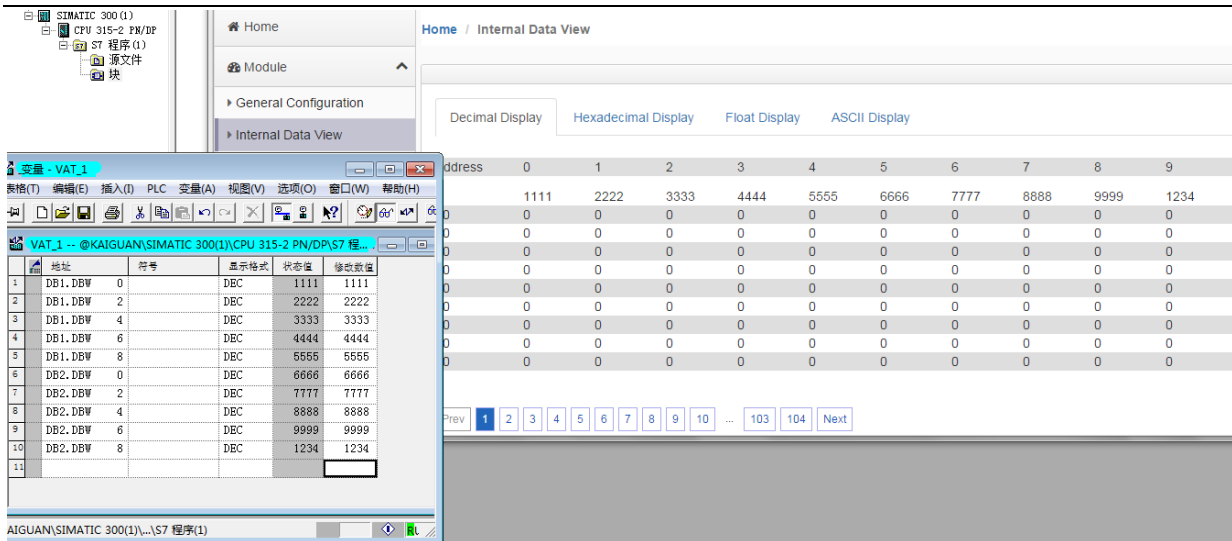 SIMATIC 300(1)
CPU 315-2 PN/DP
S7 程序(1)
源文件
块
Home
Module
General Configuration
Internal Data View
Home / Internal Data View
Decimal Display Hexadecimal Display Float Display ASCII Display
ddress 0 1 2 3 4 5 6 7 8 9
1111 2222 3333 4444 5555 6666 7777 8888 9999 1234
0 0 0 0 0 0 0 0 0 0 0
0 0 0 0 0 0 0 0 0 0 0
0 0 0 0 0 0 0 0 0 0 0
0 0 0 0 0 0 0 0 0 0 0
0 0 0 0 0 0 0 0 0 0 0
0 0 0 0 0 0 0 0 0 0 0
0 0 0 0 0 0 0 0 0 0 0
0 0 0 0 0 0 0 0 0 0 0
0 0 0 0 0 0 0 0 0 0 0
Prev 1 2 3 4 5 6 7 8 9 10 ... 103 104 Next
变量 - VAT_1
表格(T) 编辑(E) 插入(I) PLC 变量(A) 视图(V) 选项(O) 窗口(W) 帮助(H)
VAT_1 -- @KAIGUAN\SIMATIC 300(1)\CPU 315-2 PN/DP\S7 程...
地址 符号 显示格式 状态值 修改数值
1 DB1.DBW 0 DEC 1111 1111
2 DB1.DBW 2 DEC 2222 2222
3 DB1.DBW 4 DEC 3333 3333
4 DB1.DBW 6 DEC 4444 4444
5 DB1.DBW 8 DEC 5555 5555
6 DB2.DBW 0 DEC 6666 6666
7 DB2.DBW 2 DEC 7777 7777
8 DB2.DBW 4 DEC 8888 8888
9 DB2.DBW 6 DEC 9999 9999
10 DB2.DBW 8 DEC 1234 1234
11
AIGUAN\SIMATIC 300(1)\...\S7 程序(1)